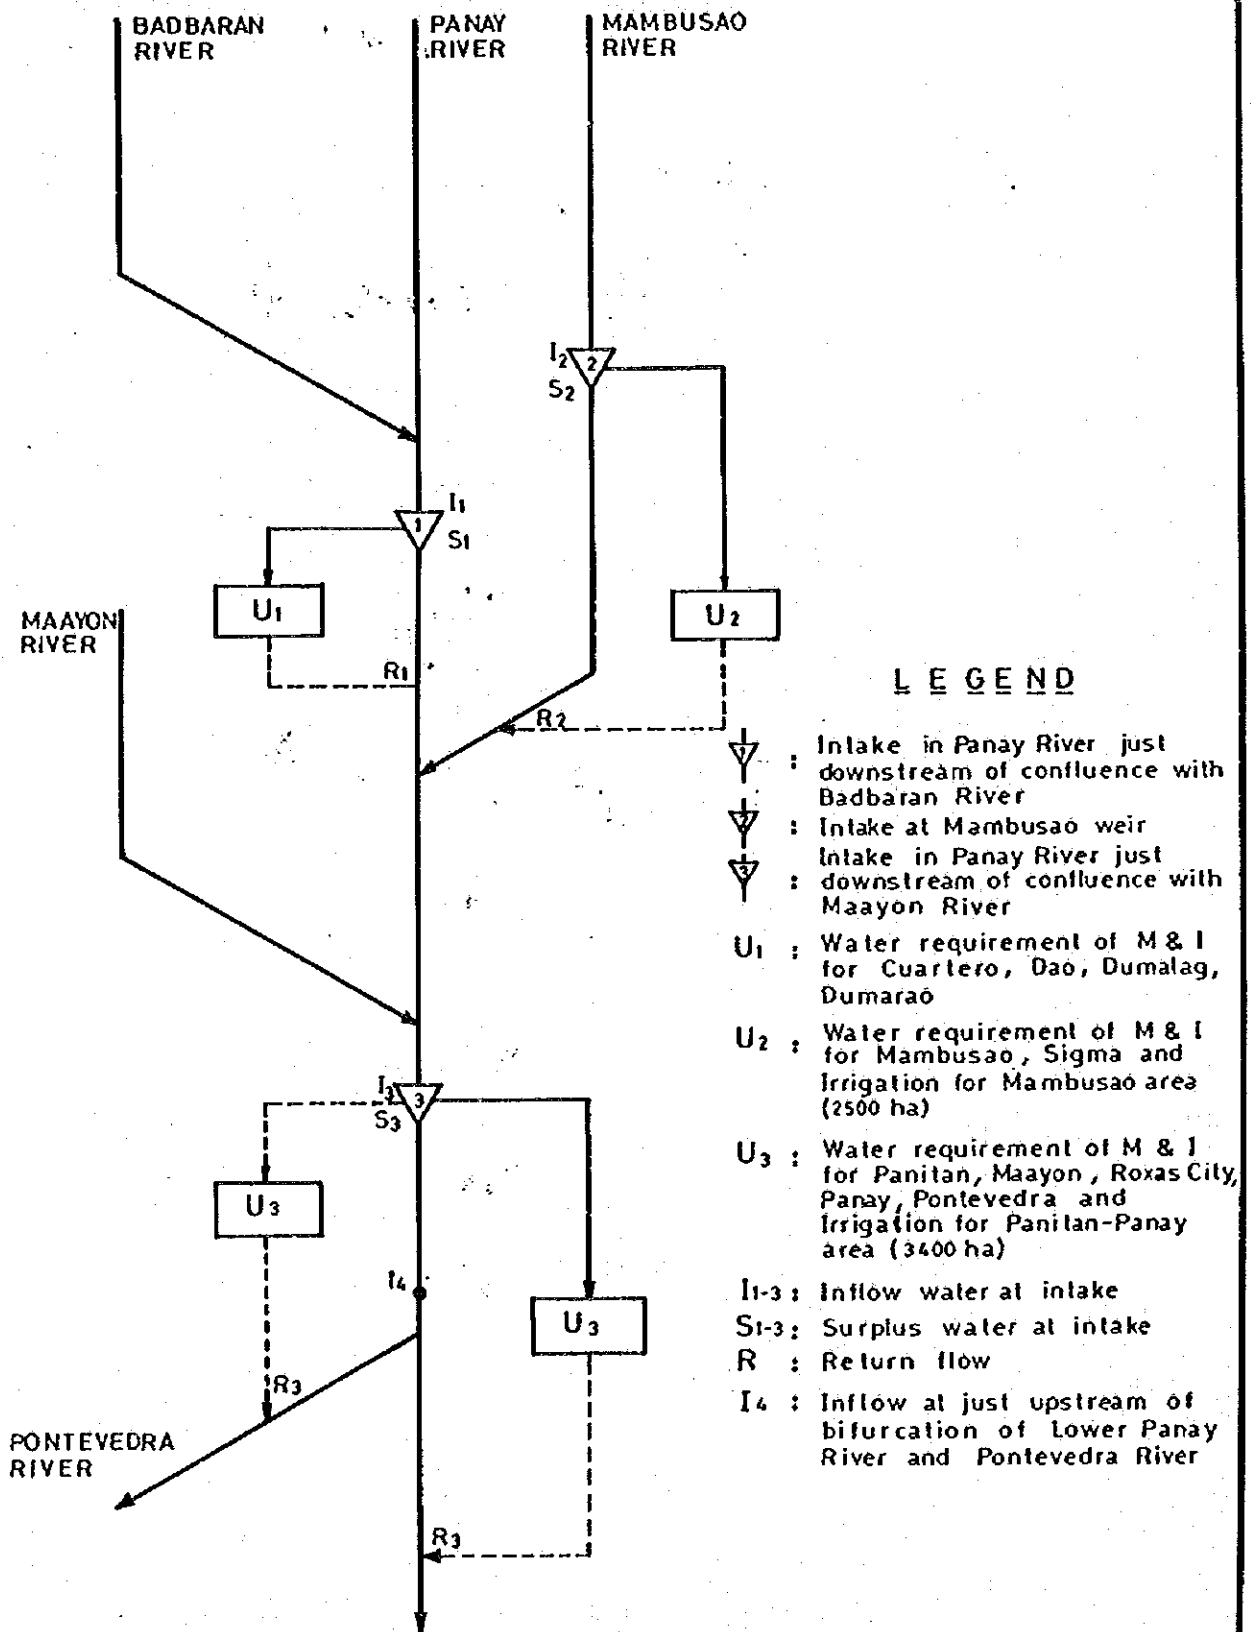 BADBARAN
RIVER
PANAY
RIVER
MAMBUSAO
RIVER
I2
2
S2
I1
1
S1
U1
U2
MAAYON
RIVER
R1
R2
I3
3
S3
U3
I4
U3
R3
PONTEVEDRA
RIVER
R3
LEGEND
1 : Intake in Panay River just
downstream of confluence with
Badbaran River
2 : Intake at Mambusao weir
3 : Intake in Panay River just
downstream of confluence with
Maayon River
U1 : Water requirement of M & I
for Cuartero, Dao, Dumalag,
Dumarao
U2 : Water requirement of M & I
for Mambusao, Sigma and
Irrigation for Mambusao area
(2500 ha)
U3 : Water requirement of M & I
for Panitan, Maayon, Roxas City,
Panay, Pontevedra and
Irrigation for Panitan-Panay
area (3400 ha)
I1-3 : Inflow water at intake
S1-3 : Surplus water at intake
R : Return flow
I4 : Inflow at just upstream of
bifurcation of Lower Panay
River and Pontevedra River